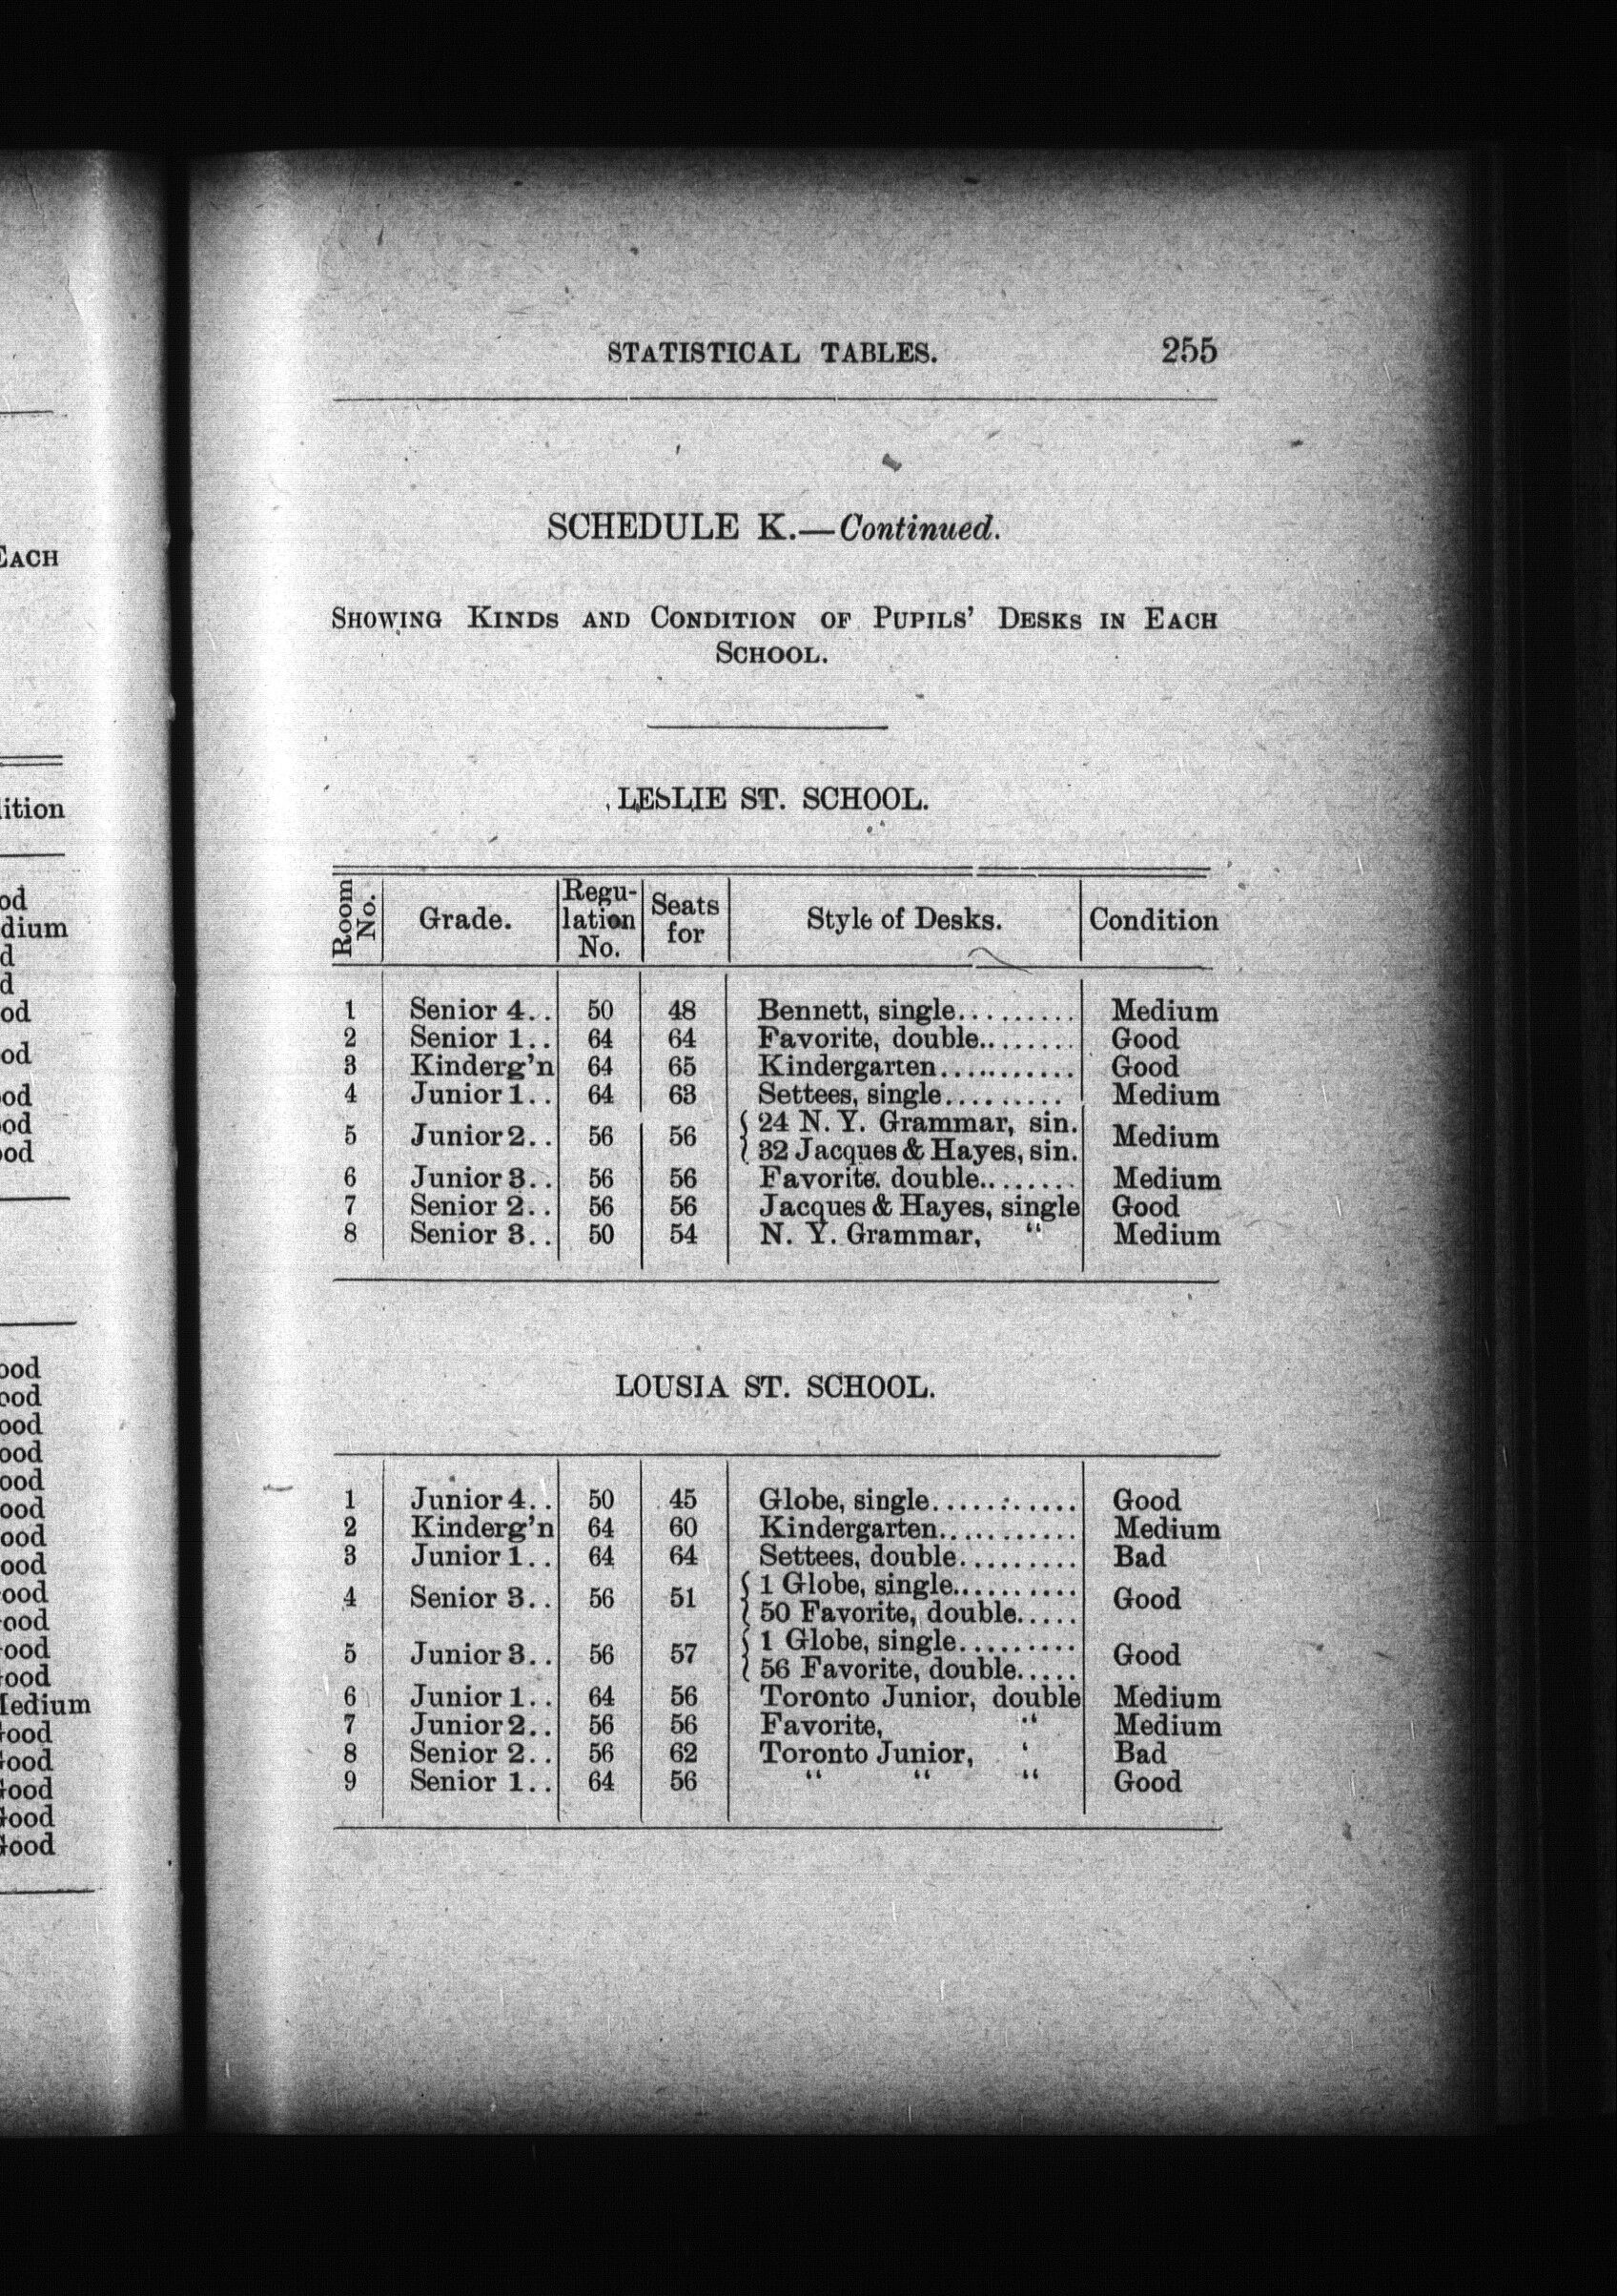 STATISTICAL TABLES. 255
SCHEDULE K.—Continued.
SHOWING KINDS AND CONDITION OF PUPILS' DESKS IN EACH
SCHOOL.
LESLIE ST. SCHOOL.
Room No. Grade. Regu-lation No. Seats for Style of Desks. Condition
1 Senior 4.. 50 48 Bennett, single......... Medium
2 Senior 1.. 64 64 Favorite, double........ Good
3 Kinderg'n 64 65 Kindergarten........... Good
4 Junior 1.. 64 63 Settees, single......... Medium
5 Junior 2.. 56 56 { 24 N. Y. Grammar, sin. Medium
{ 32 Jacques & Hayes, sin.
6 Junior 3.. 56 56 Favorite. double........ Medium
7 Senior 2.. 56 56 Jacques & Hayes, single Good
8 Senior 3.. 50 54 N. Y. Grammar, “ Medium
LOUSIA ST. SCHOOL.
1 Junior 4.. 50 45 Globe, single........... Good
2 Kinderg'n 64 60 Kindergarten........... Medium
3 Junior 1.. 64 64 Settees, double......... Bad
4 Senior 3.. 56 51 { 1 Globe, single.......... Good
{ 50 Favorite, double.....
5 Junior 3.. 56 57 { 1 Globe, single......... Good
{ 56 Favorite, double.....
6 Junior 1.. 64 56 Toronto Junior, double Medium
7 Junior 2.. 56 56 Favorite, “ Medium
8 Senior 2.. 56 62 Toronto Junior, ‘ Bad
9 Senior 1.. 64 56 “ “ “ Good